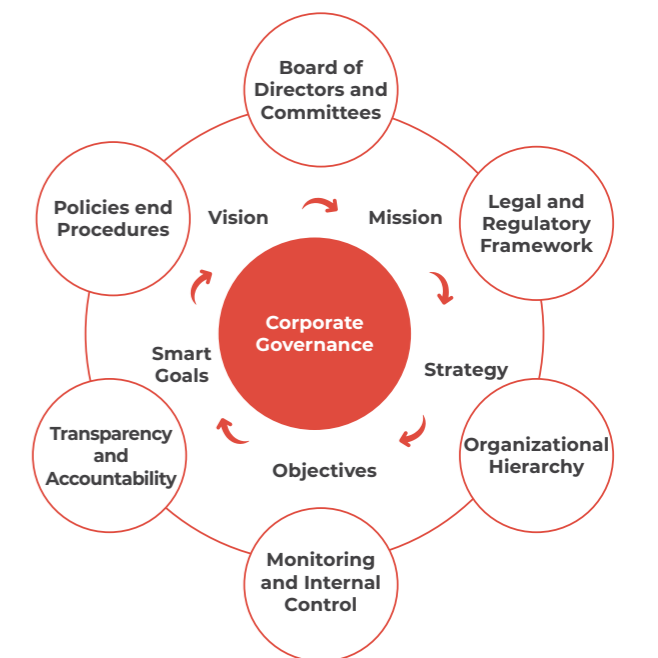 Board of
Directors and
Committees
Policies end
Procedures
Vision
Mission
Legal and
Regulatory
Framework
Corporate
Governance
Smart
Goals
Strategy
Transparency
and
Accountability
Objectives
Organizational
Hierarchy
Monitoring
and Internal
Control